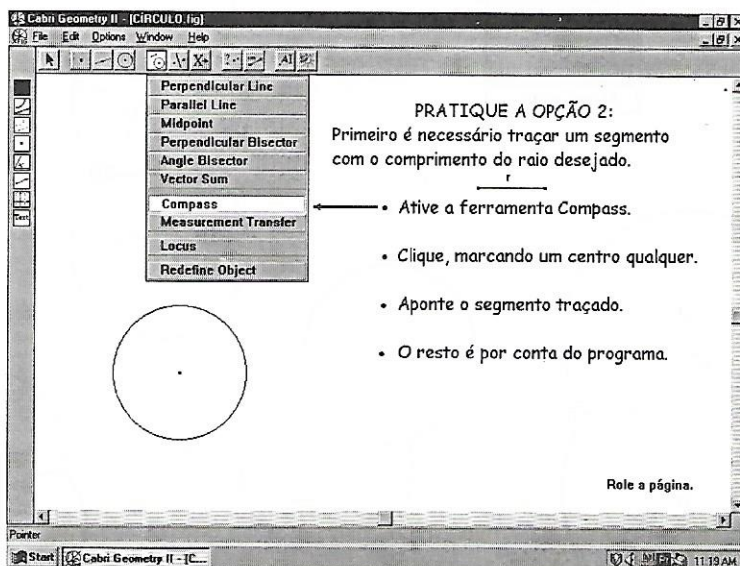 Cabri Geometry II - [CÍRCULO.fig]
File Edit Options Window Help
Perpendicular Line
Parallel Line
Midpoint
Perpendicular Bisector
Angle Bisector
Vector Sum
Compass
Measurement Transfer
Locus
Redefine Object
Text
PRATIQUE A OPÇÃO 2:
Primeiro é necessário traçar um segmento
com o comprimento do raio desejado.
r
• Ative a ferramenta Compass.
• Clique, marcando um centro qualquer.
• Aponte o segmento traçado.
• O resto é por conta do programa.
Role a página.
Pointer
Start Cabri Geometry II - [C... 11:19 AM